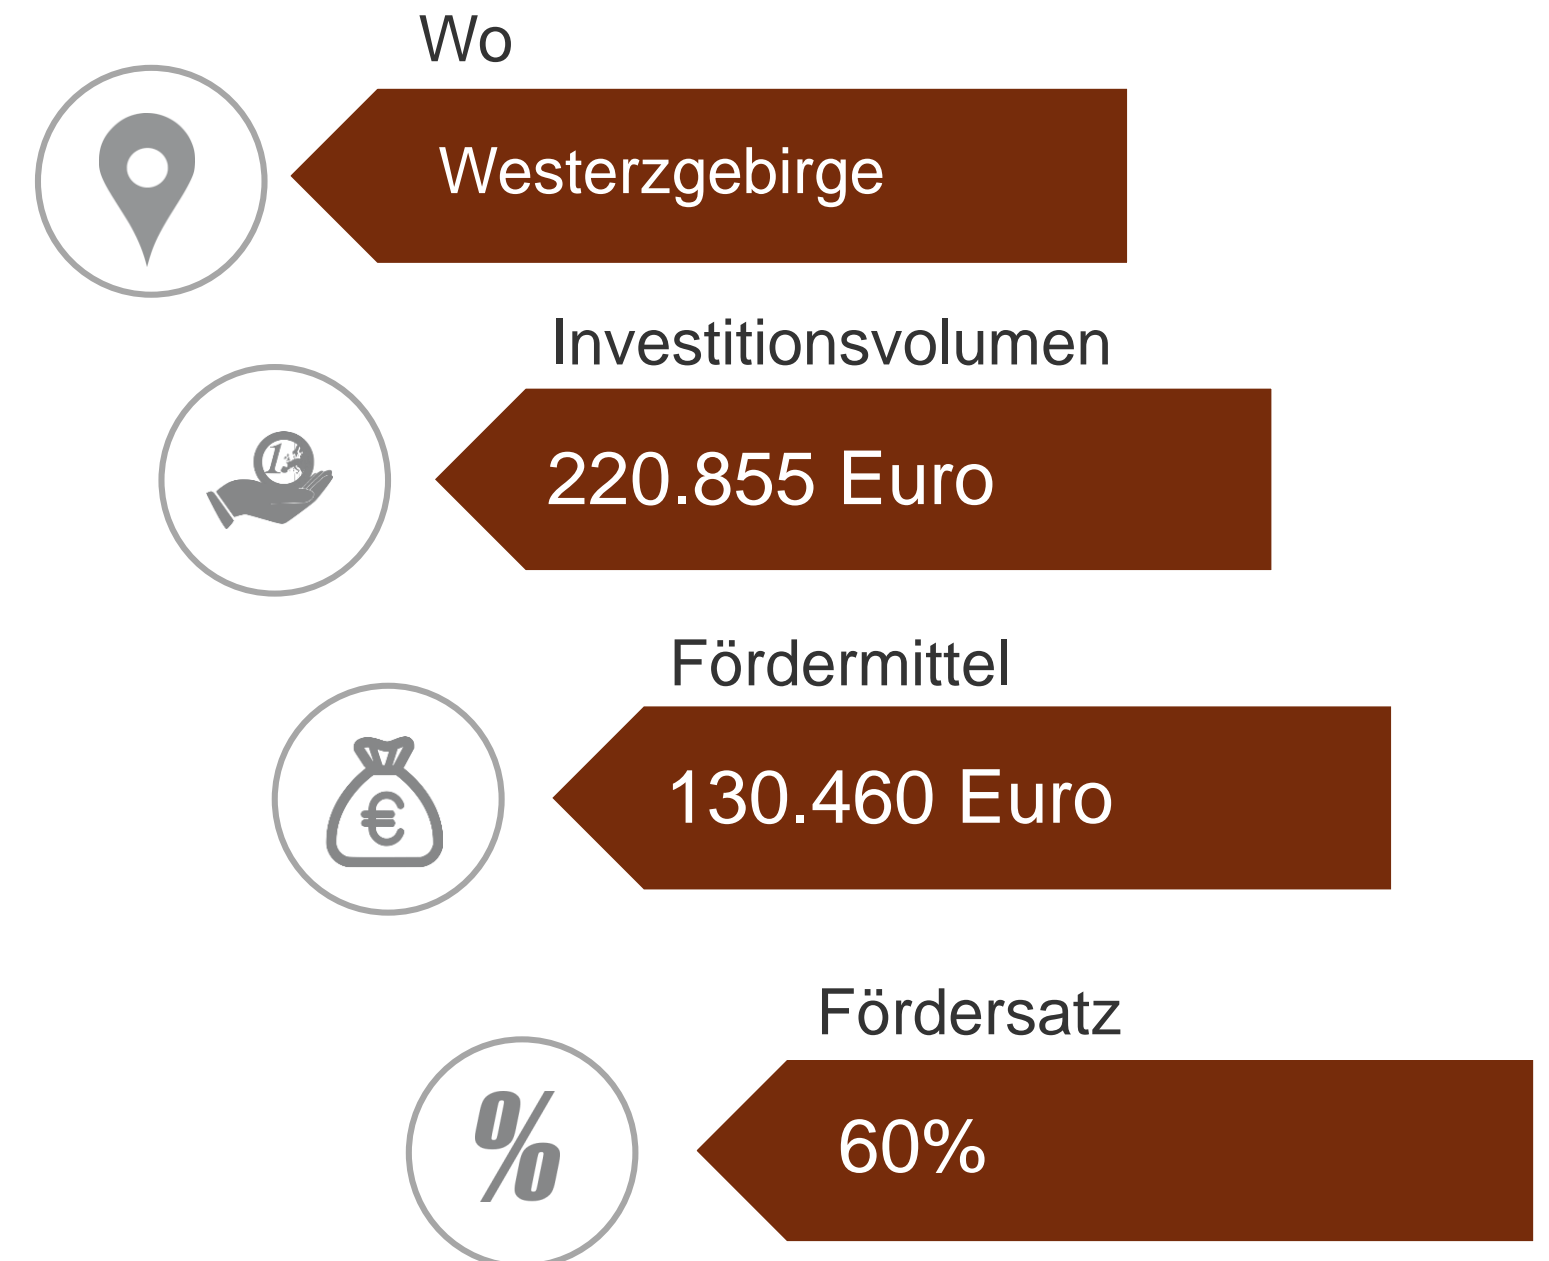 Wo
Westerzgebirge
Investitionsvolumen
220.855 Euro
Fördermittel
€
130.460 Euro
Fördersatz
%
60%